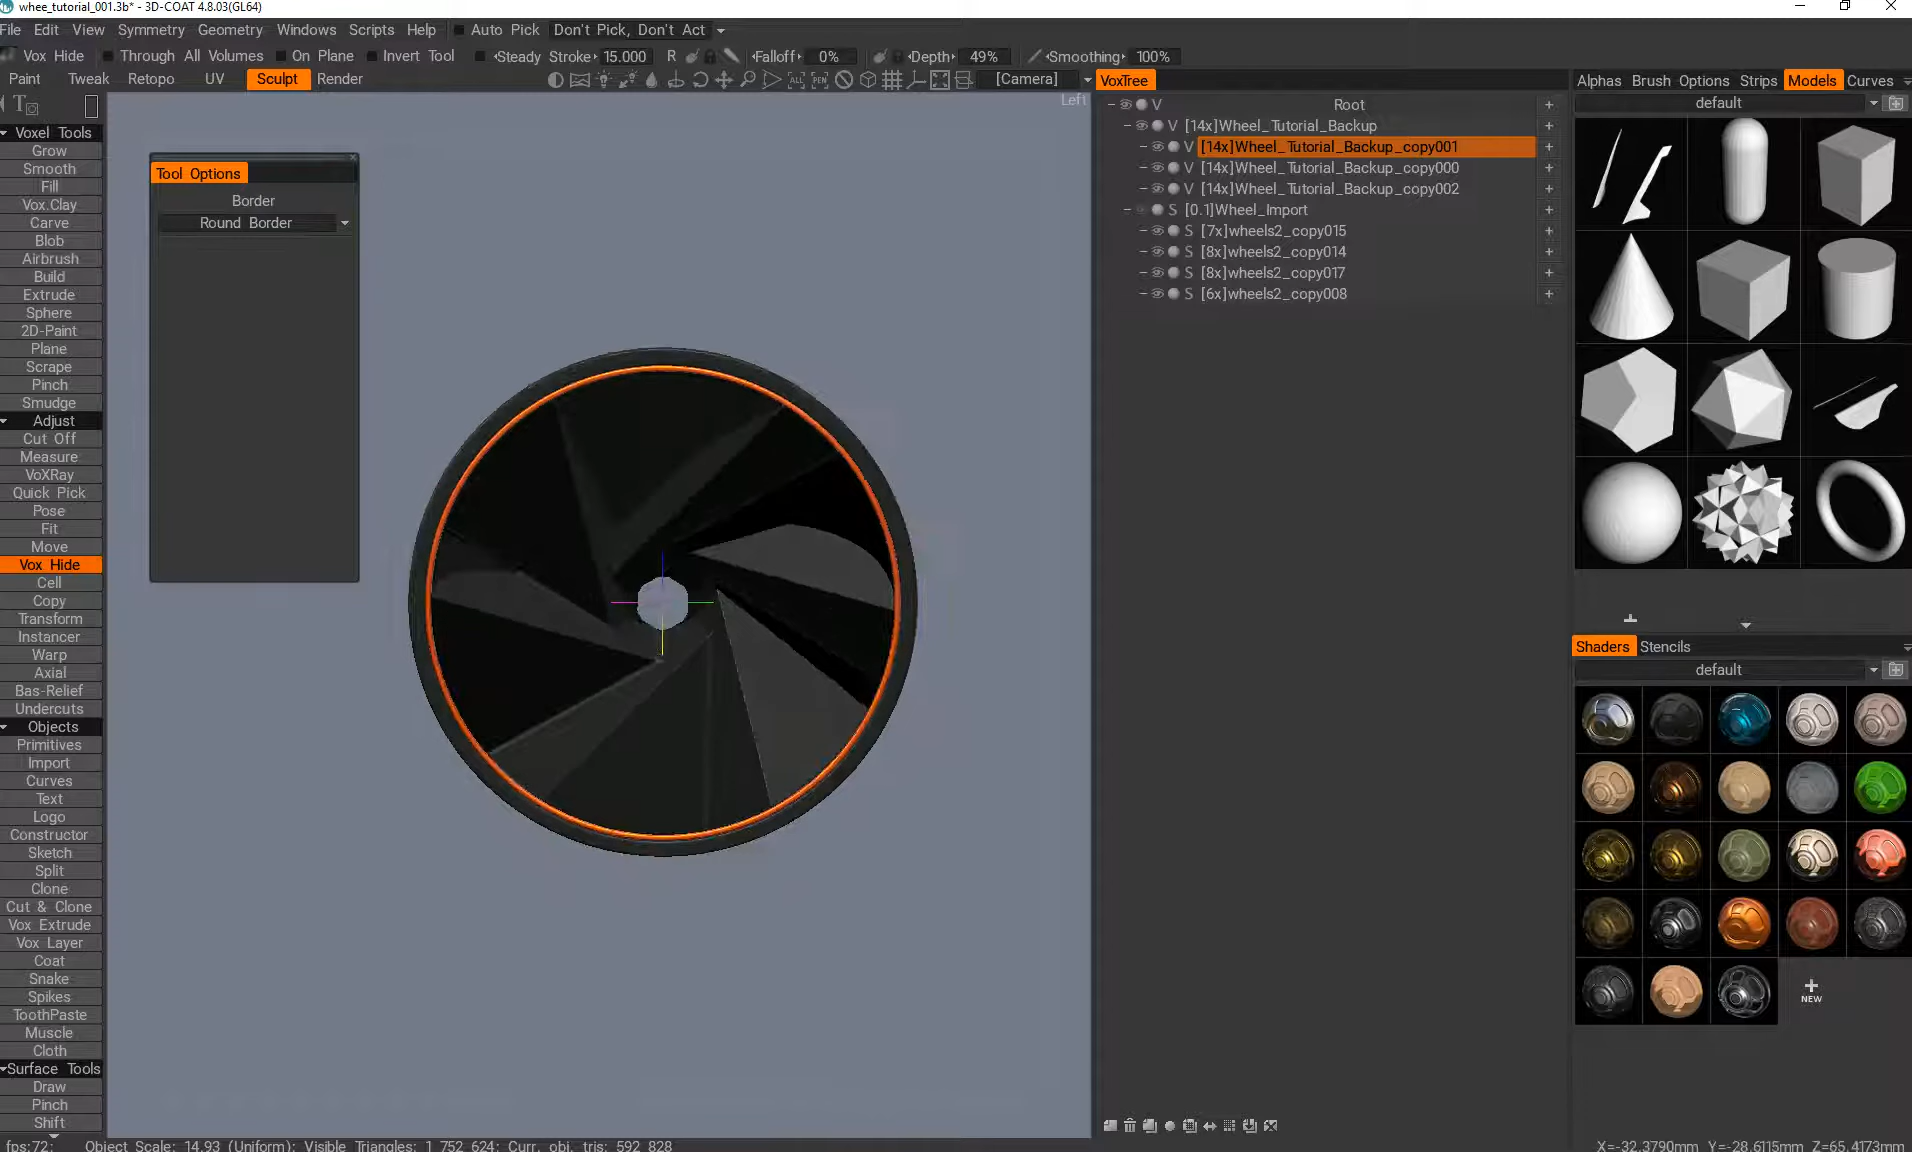 whee_tutorial_001.3b* - 3D-COAT 4.8.03(GL64)
File Edit View Symmetry Geometry Windows Scripts Help Auto Pick Don't Pick, Don't Act
Vox Hide Through All Volumes On Plane Invert Tool Steady Stroke 15.000 R Falloff 0% Depth 49% Smoothing 100%
Paint Tweak Retopo UV Sculpt Render [Camera]
VoxTree
Alphas Brush Options Strips Models Curves
default
Left
Voxel Tools
Grow
Smooth
Fill
Vox.Clay
Carve
Blob
Airbrush
Build
Extrude
Sphere
2D-Paint
Plane
Scrape
Pinch
Smudge
Adjust
Cut Off
Measure
VoXRay
Quick Pick
Pose
Fit
Move
Vox Hide
Cell
Copy
Transform
Instancer
Warp
Axial
Bas-Relief
Undercuts
Objects
Primitives
Import
Curves
Text
Logo
Constructor
Sketch
Split
Clone
Cut & Clone
Vox Extrude
Vox Layer
Coat
Snake
Spikes
ToothPaste
Muscle
Cloth
Surface Tools
Draw
Pinch
Shift
Tool Options
Border
Round Border
V Root
V [14x]Wheel_Tutorial_Backup
V [14x]Wheel_Tutorial_Backup_copy001
V [14x]Wheel_Tutorial_Backup_copy000
V [14x]Wheel_Tutorial_Backup_copy002
S [0.1]Wheel_Import
S [7x]wheels2_copy015
S [8x]wheels2_copy014
S [8x]wheels2_copy017
S [6x]wheels2_copy008
Shaders Stencils
default
NEW
fps:72; Object Scale: 14.93 (Uniform); Visible Triangles: 1 752 624; Curr. obj. tris: 592 828
X=-32.3790mm Y=-28.6115mm Z=65.4173mm